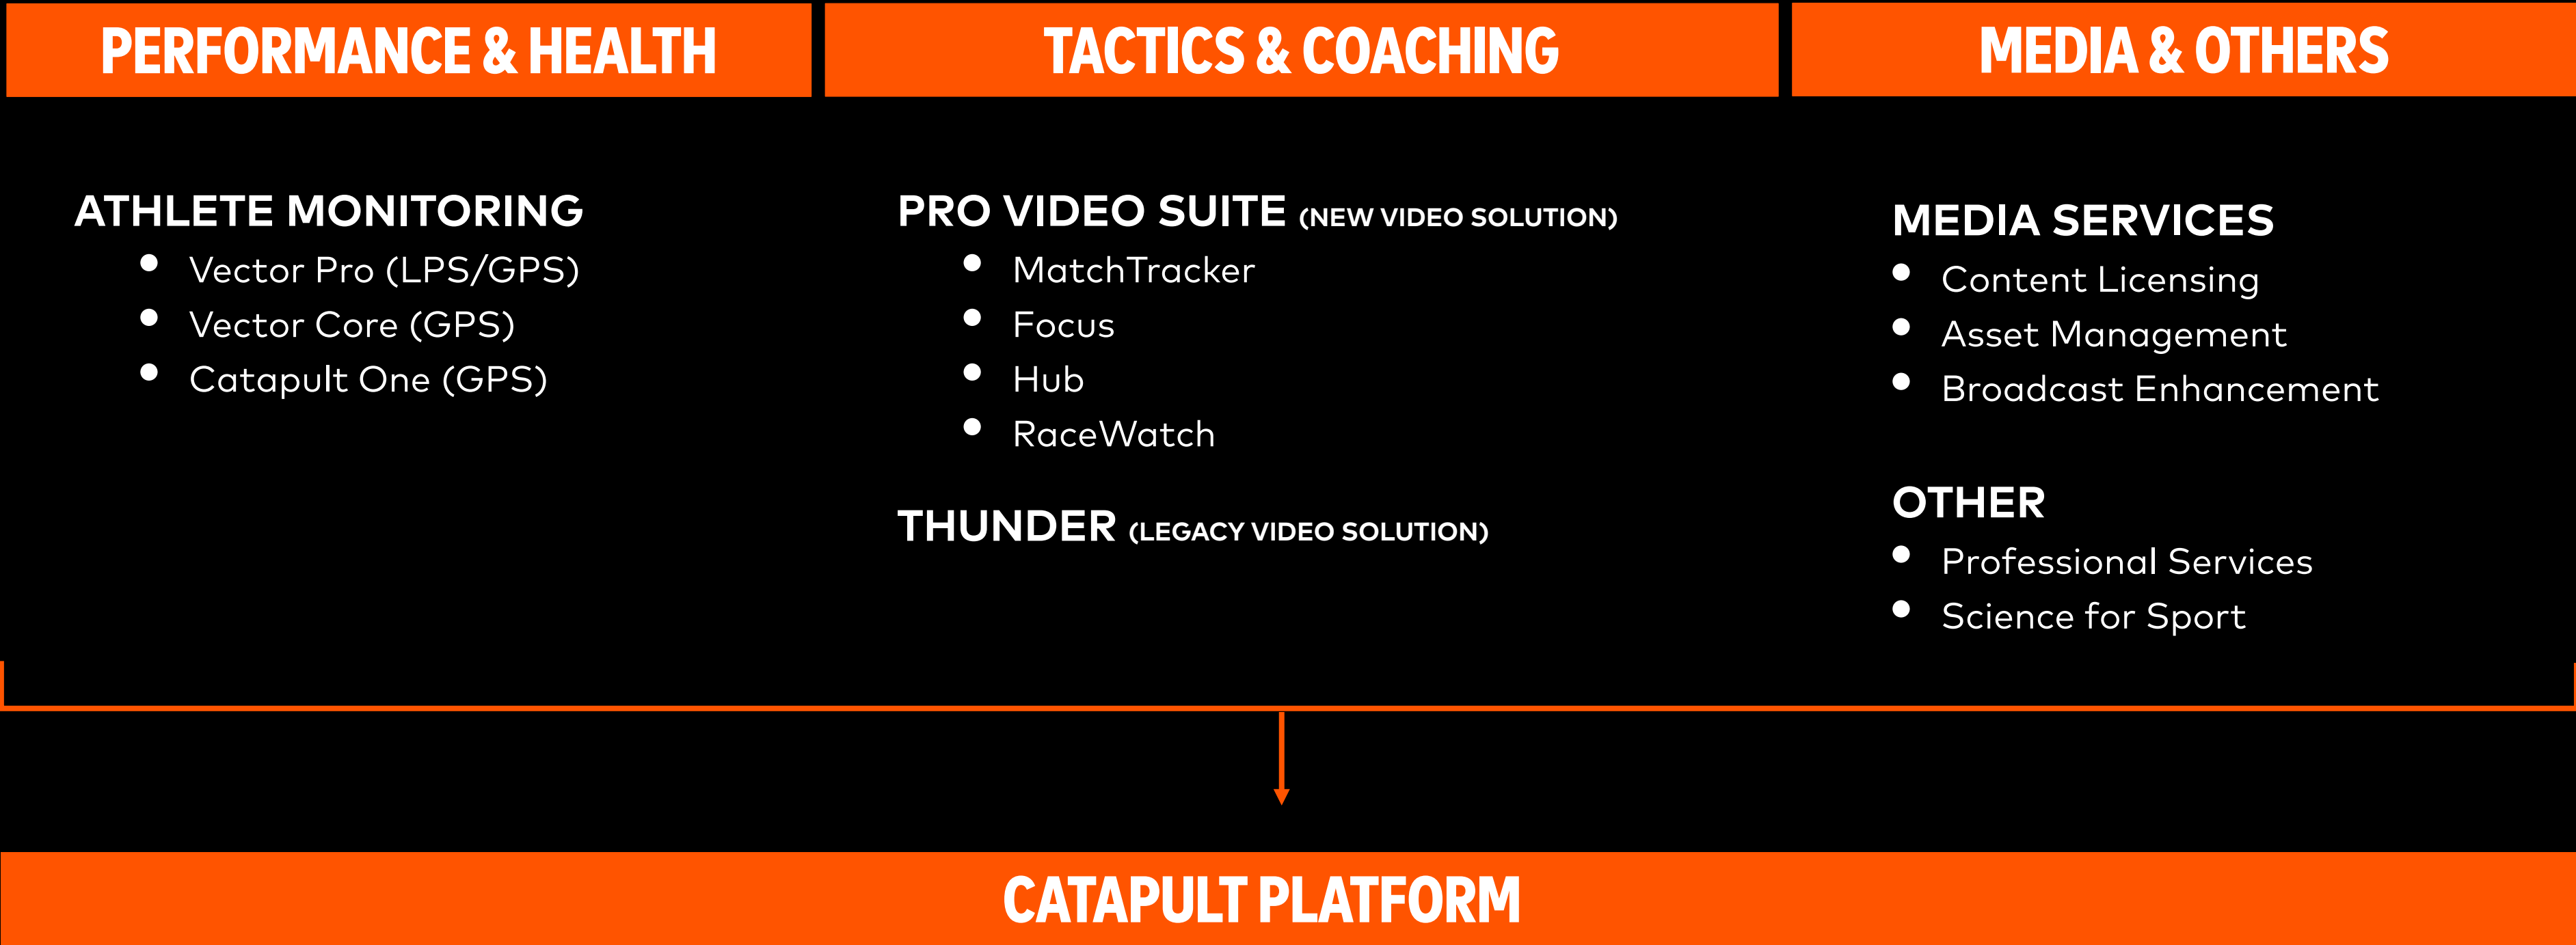 PERFORMANCE & HEALTH
ATHLETE MONITORING
• Vector Pro (LPS/GPS)
• Vector Core (GPS)
• Catapult One (GPS)
TACTICS & COACHING
PRO VIDEO SUITE (NEW VIDEO SOLUTION)
• MatchTracker
• Focus
• Hub
• RaceWatch
THUNDER (LEGACY VIDEO SOLUTION)
MEDIA & OTHERS
MEDIA SERVICES
• Content Licensing
• Asset Management
• Broadcast Enhancement
OTHER
• Professional Services
• Science for Sport
CATAPULT PLATFORM